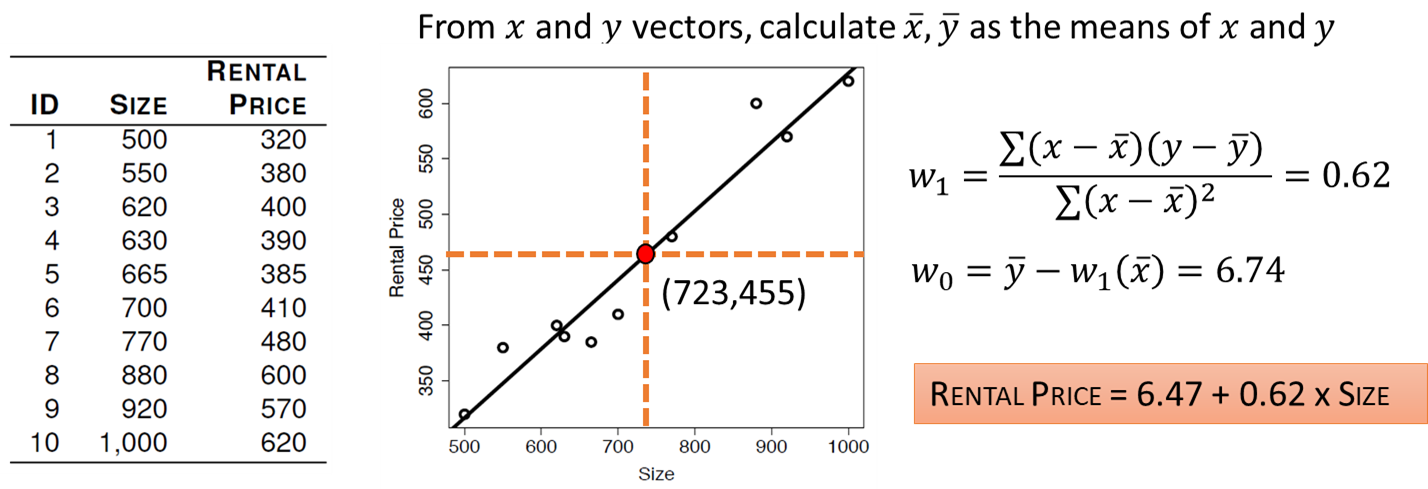 From x and y vectors, calculate x̄, ȳ as the means of x and y
RENTAL
ID SIZE PRICE
1 500 320
2 550 380
3 620 400
4 630 390
5 665 385
6 700 410
7 770 480
8 880 600
9 920 570
10 1,000 620
Rental Price
600
550
500
450
400
350
(723,455)
500 600 700 800 900 1000
Size
w₁ = ∑(x − x̄)(y − ȳ) / ∑(x − x̄)² = 0.62
w₀ = ȳ − w₁(x̄) = 6.74
RENTAL PRICE = 6.47 + 0.62 x SIZE